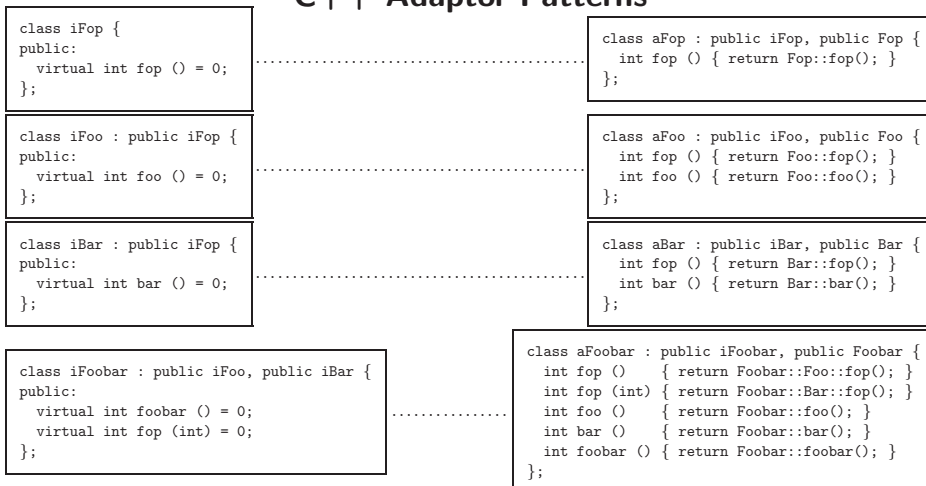 C++ Adaptor Patterns
class iFop {
public:
  virtual int fop () = 0;
};
class aFop : public iFop, public Fop {
  int fop () { return Fop::fop(); }
};
class iFoo : public iFop {
public:
  virtual int foo () = 0;
};
class aFoo : public iFoo, public Foo {
  int fop () { return Foo::fop(); }
  int foo () { return Foo::foo(); }
};
class iBar : public iFop {
public:
  virtual int bar () = 0;
};
class aBar : public iBar, public Bar {
  int fop () { return Bar::fop(); }
  int bar () { return Bar::bar(); }
};
class iFoobar : public iFoo, public iBar {
public:
  virtual int foobar () = 0;
  virtual int fop (int) = 0;
};
class aFoobar : public iFoobar, public Foobar {
  int fop ()    { return Foobar::Foo::fop(); }
  int fop (int) { return Foobar::Bar::fop(); }
  int foo ()    { return Foobar::foo(); }
  int bar ()    { return Foobar::bar(); }
  int foobar () { return Foobar::foobar(); }
};